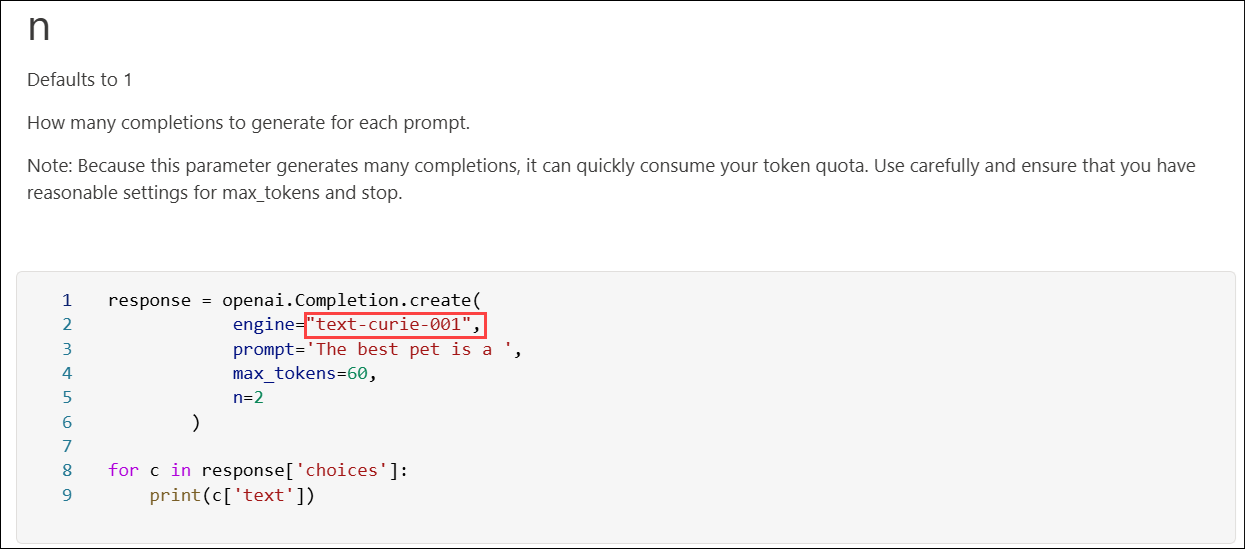 n
Defaults to 1
How many completions to generate for each prompt.
Note: Because this parameter generates many completions, it can quickly consume your token quota. Use carefully and ensure that you have
reasonable settings for max_tokens and stop.
1 response = openai.Completion.create(
2 engine="text-curie-001",
3 prompt='The best pet is a ',
4 max_tokens=60,
5 n=2
6 )
7
8 for c in response['choices']:
9 print(c['text'])